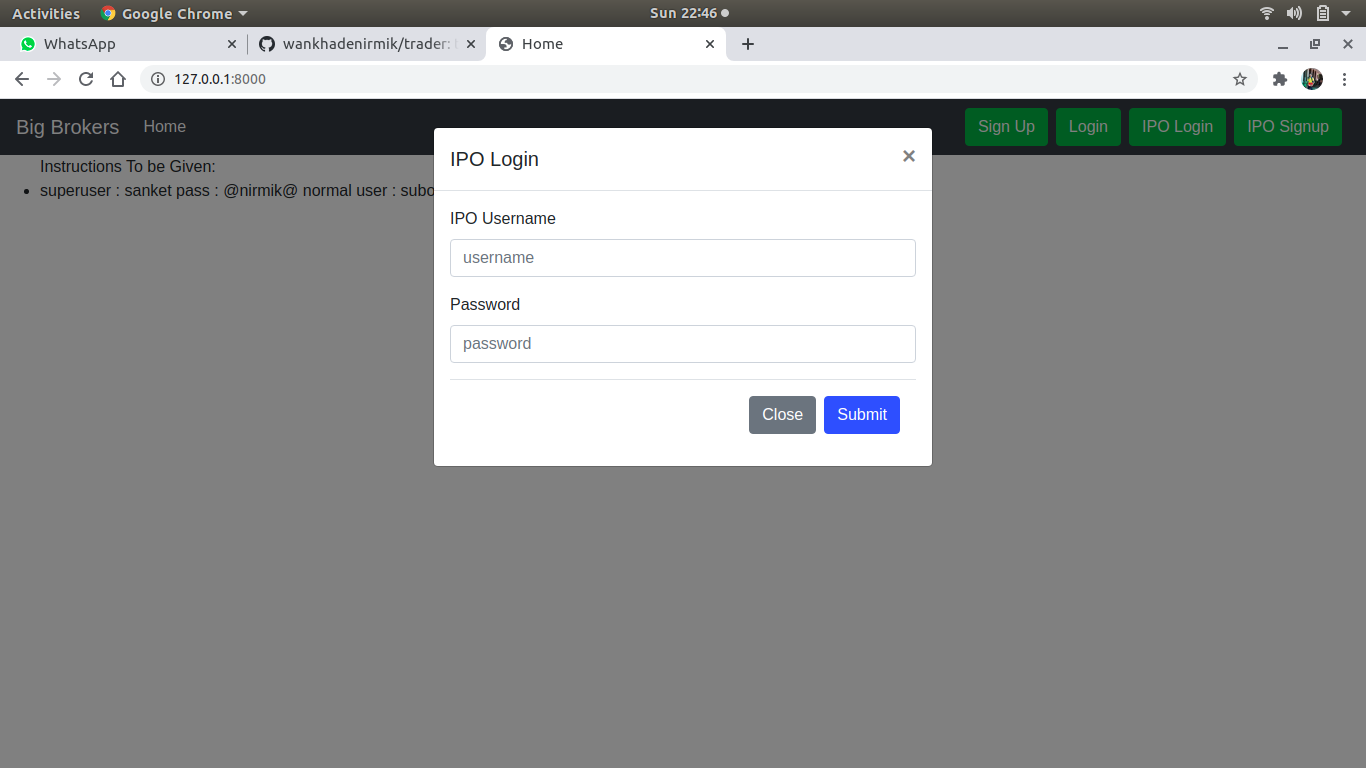 Activities Google Chrome Sun 22:46
WhatsApp wankhadenirmik/trader: Home
127.0.0.1:8000
Big Brokers Home Sign Up Login IPO Login IPO Signup
Instructions To be Given:
superuser : sanket pass : @nirmik@ normal user :
IPO Login ×
IPO Username
username
Password
password
Close Submit